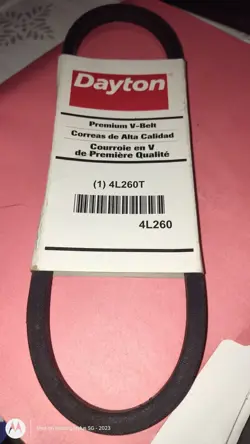 Dayton
Premium V-Belt
Correas de Alta Calidad
Courroie en V
de Première Qualité
(1) 4L260T
4L260